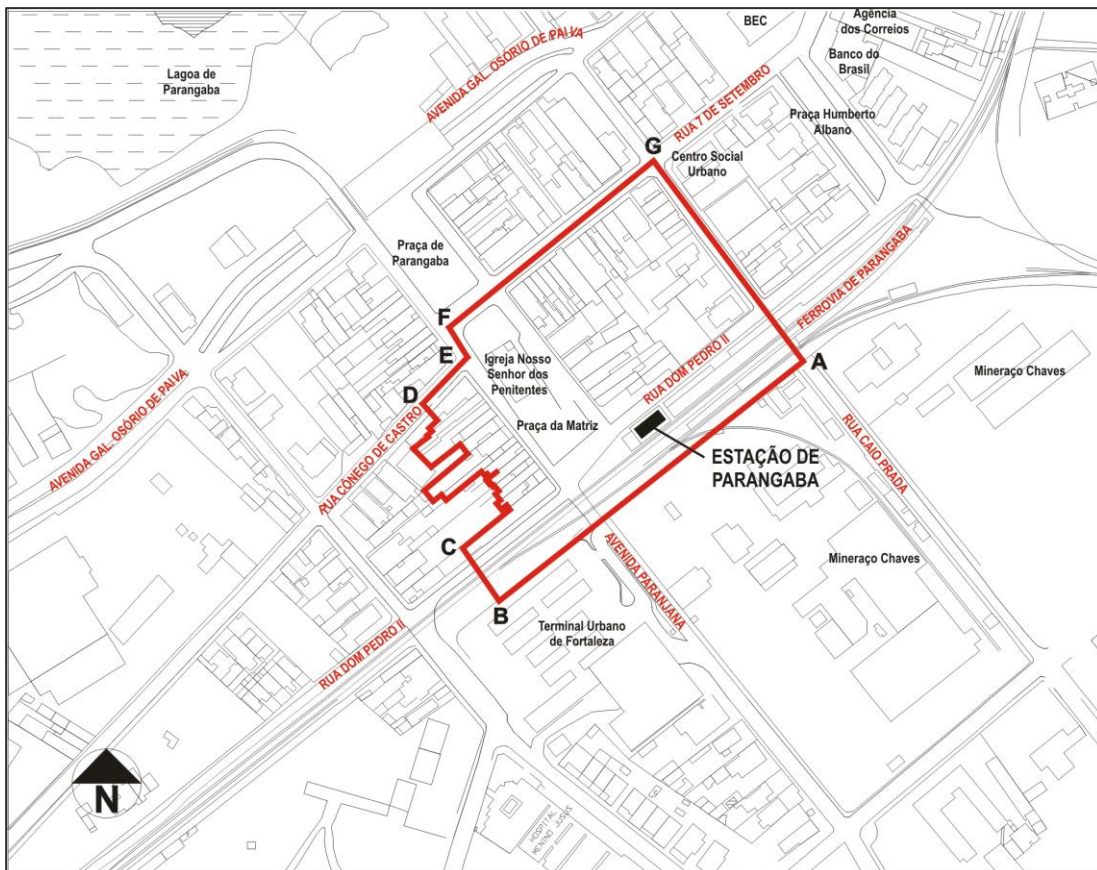 BEC
Agência
dos Correios
Banco do
Brasil
Lagoa de
Parangaba
AVENIDA GAL. OSÓRIO DE PAIVA
RUA 7 DE SETEMBRO
Praça Humberto
Albano
G
Centro Social
Urbano
Praça de
Parangaba
FERROVIA DE PARANGABA
F
E
Igreja Nosso
Senhor dos
Penitentes
RUA DOM PEDRO II
A
Mineraço Chaves
D
AVENIDA GAL. OSÓRIO DE PAIVA
RUA CÔNEGO DE CASTRO
Praça da Matriz
ESTAÇÃO DE
PARANGABA
RUA CAIO PRADA
C
B
AVENIDA PARANJANA
Mineraço Chaves
Terminal Urbano
de Fortaleza
RUA DOM PEDRO II
N
HOSPITAL
MENINO JUSUS